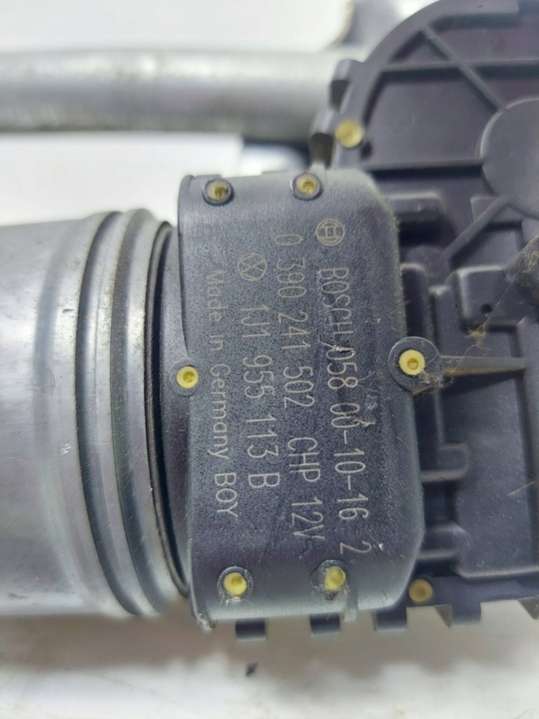 BOSCH 058 00-10-16 2
0 390 241 502 CHP 12V
1J1 955 113 B
Made in Germany BOY